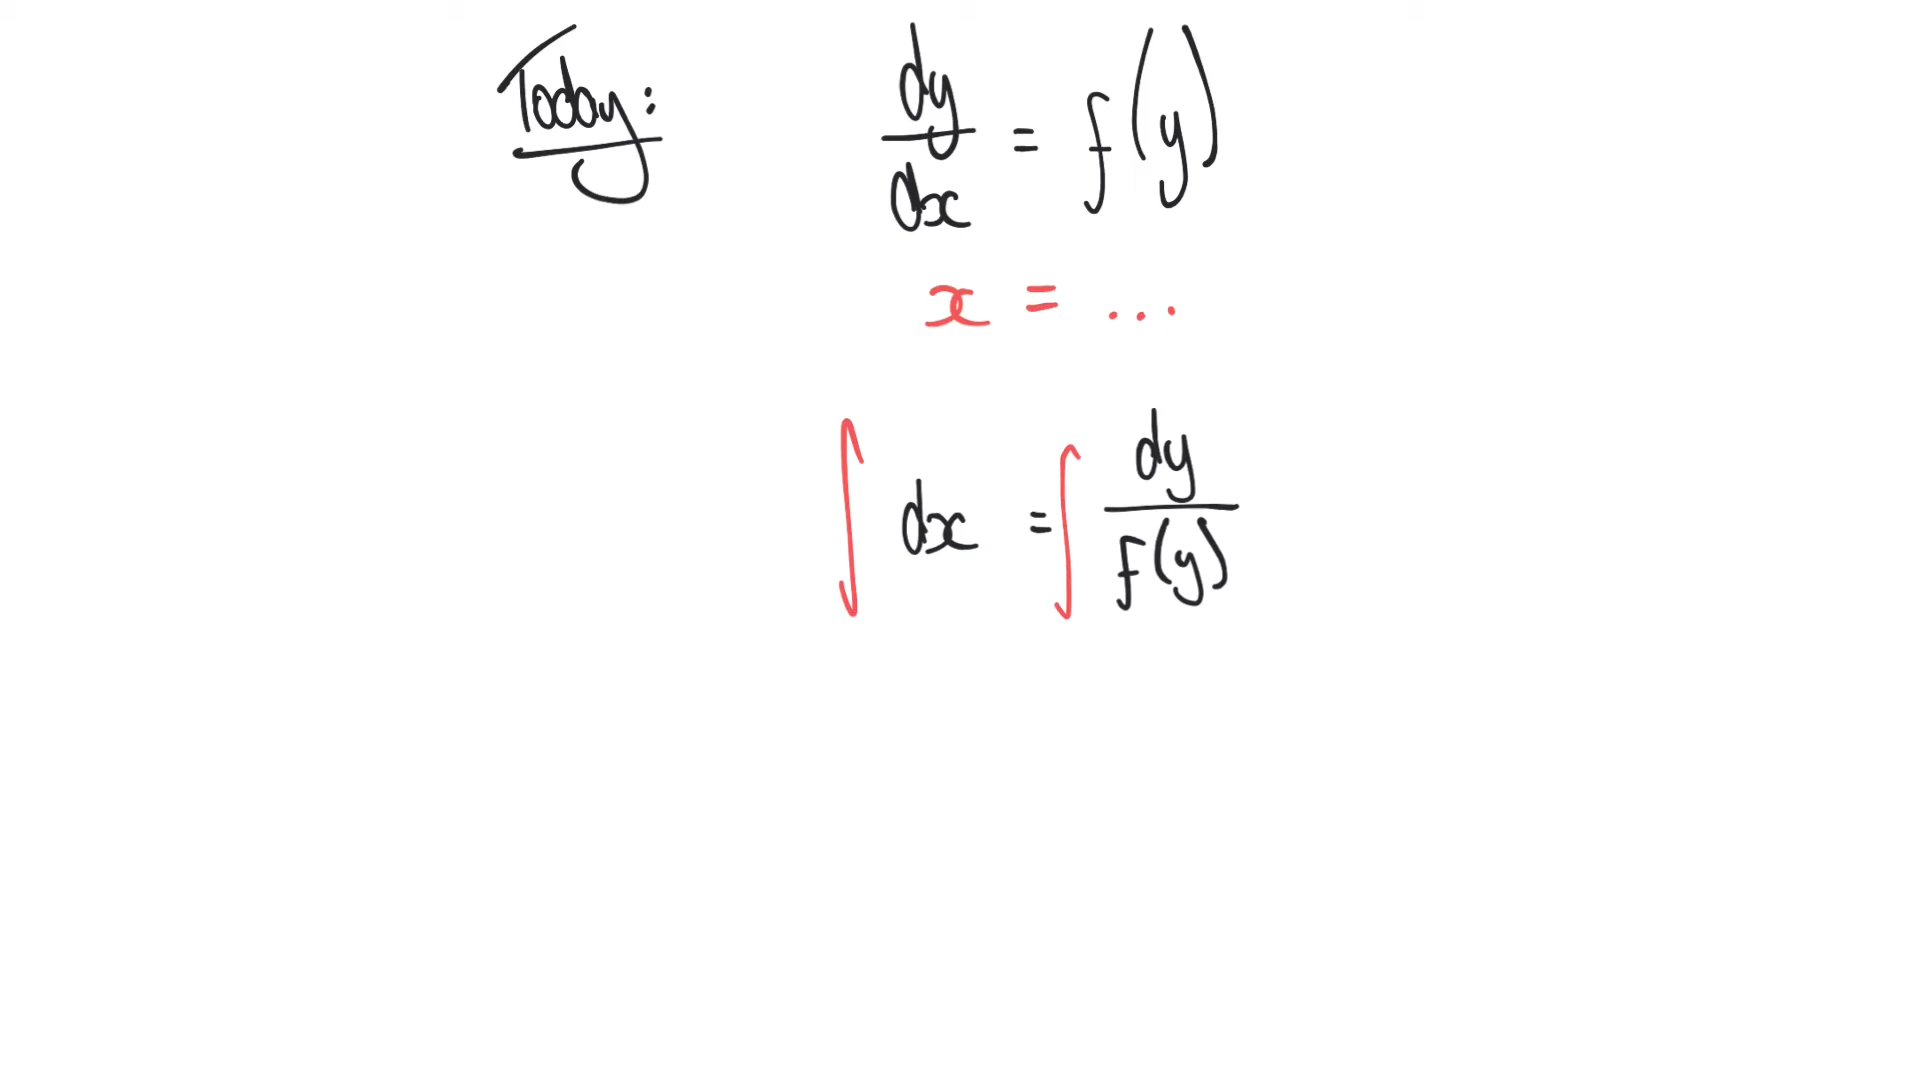 Today: dy/dx = f(y)
x = ...
∫ dx = ∫ dy/f(y)